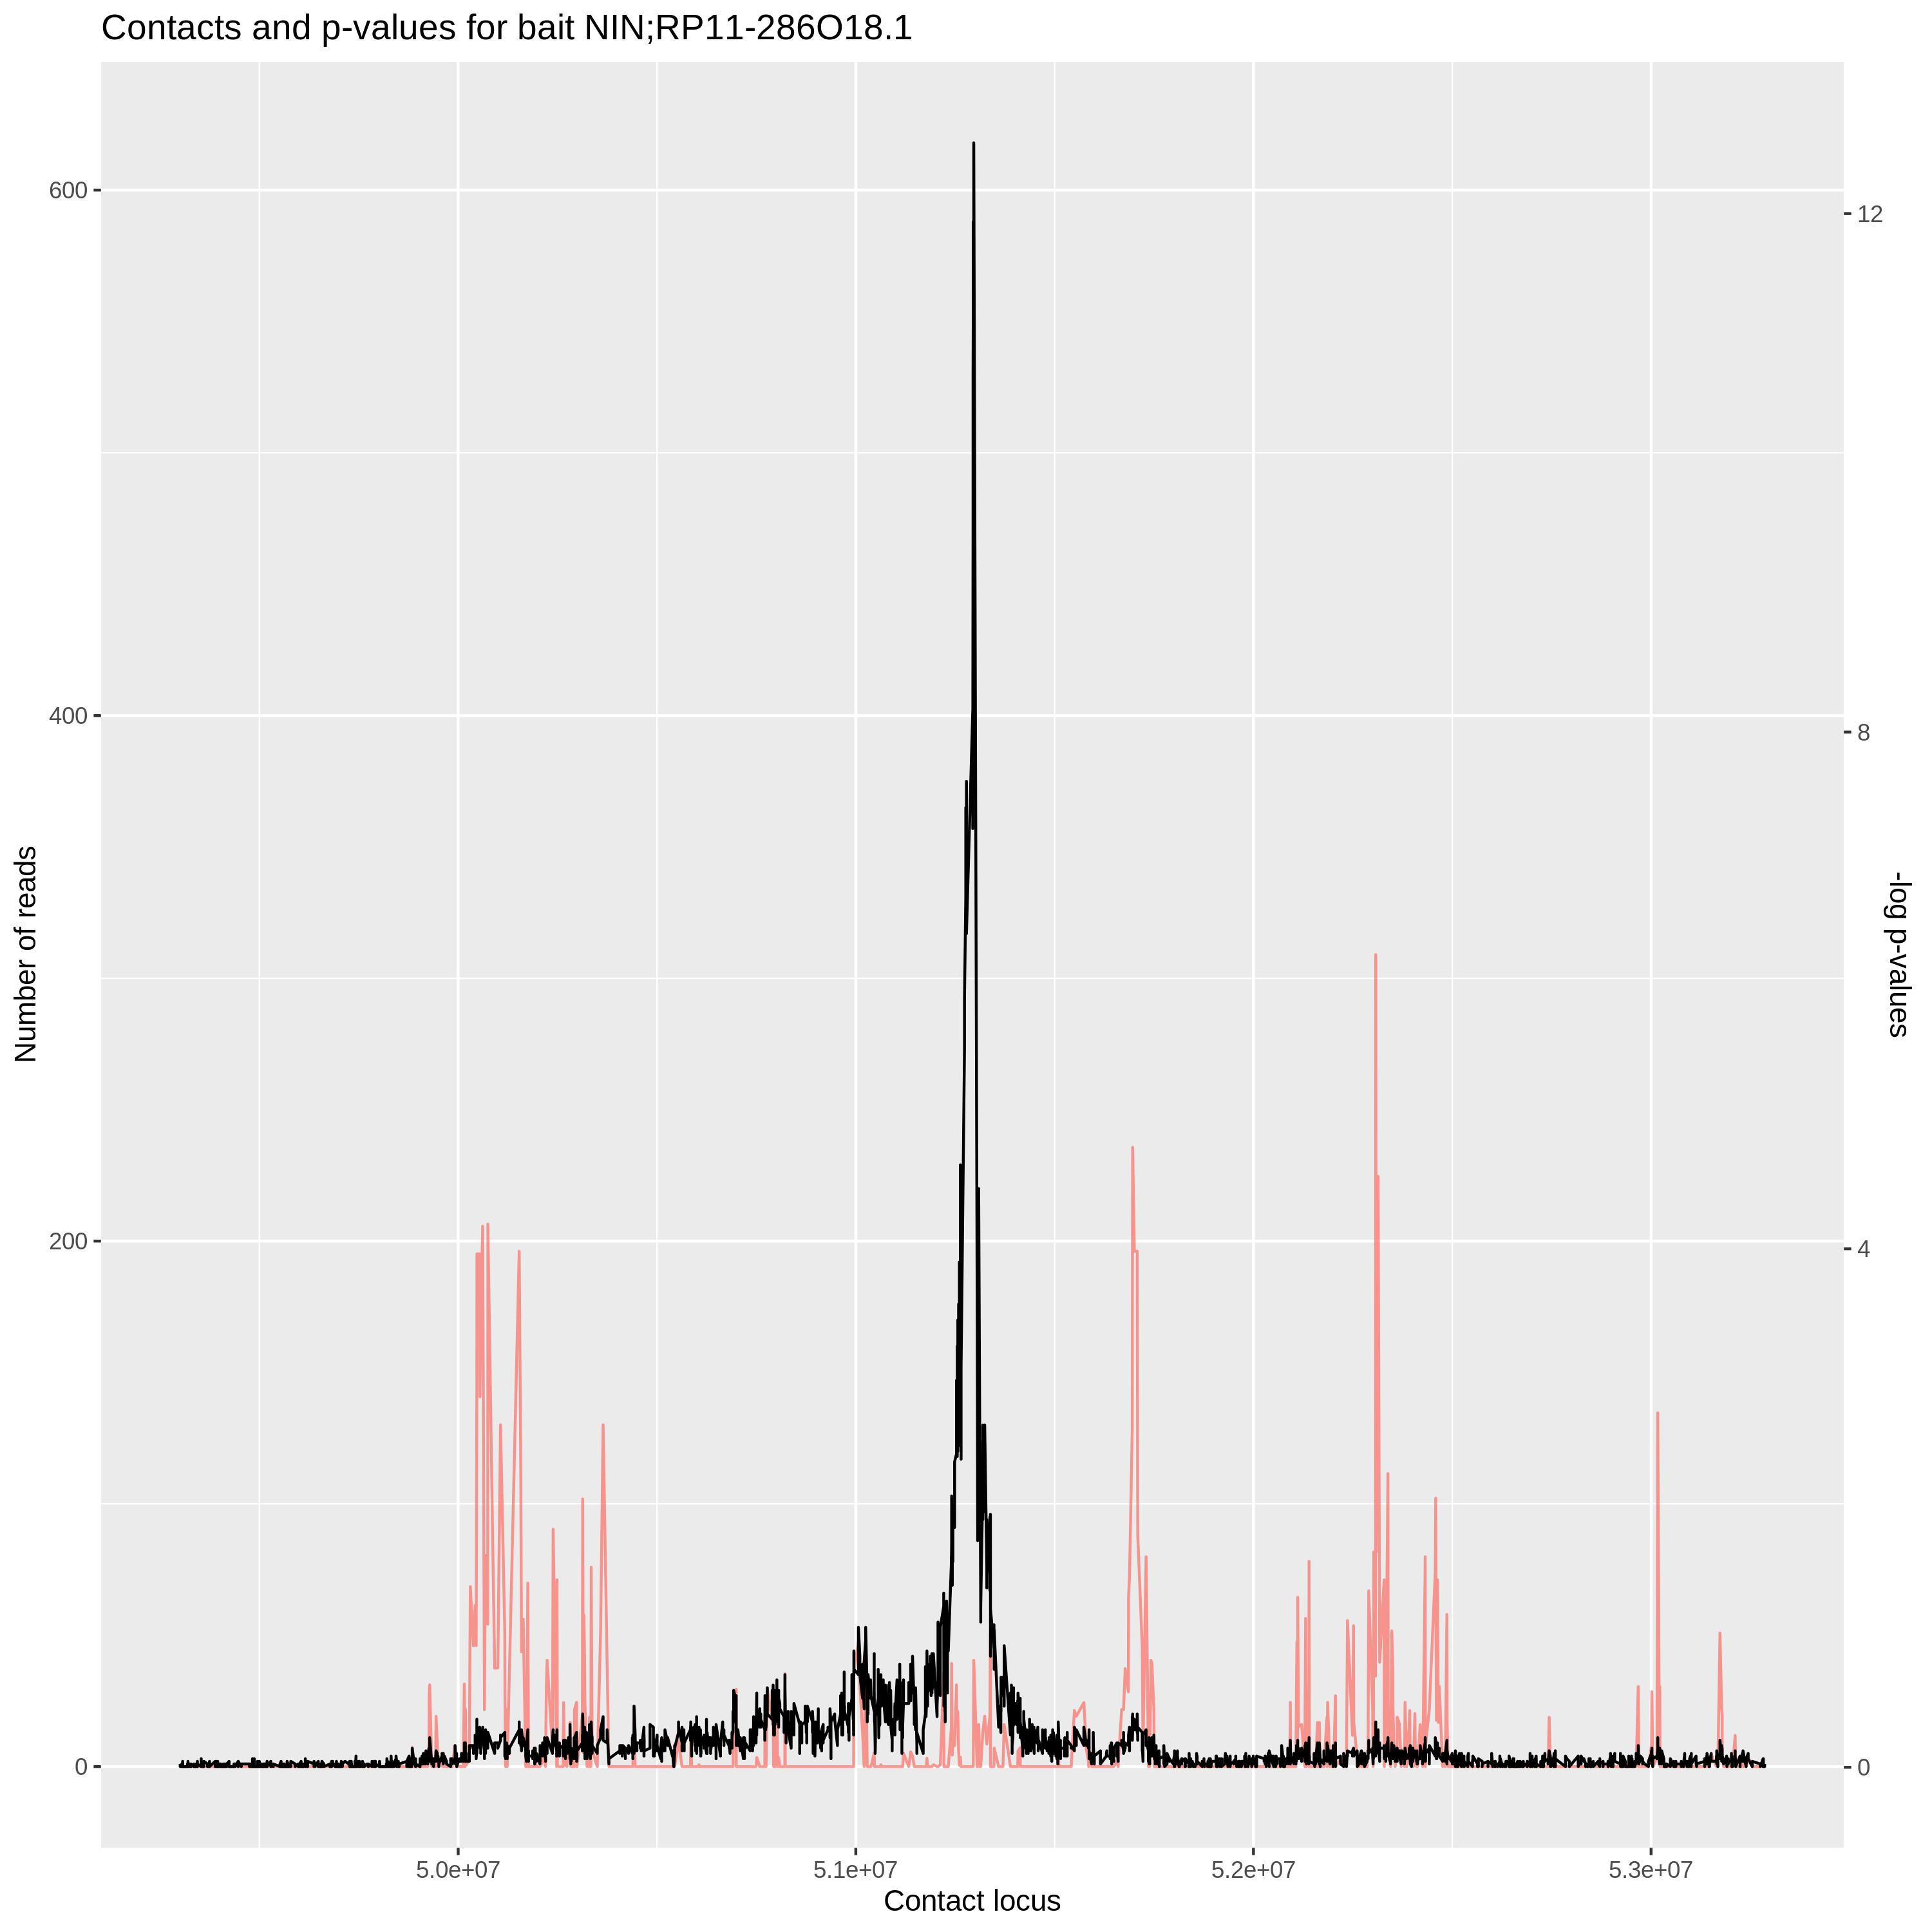 Contacts and p-values for bait NIN;RP11-286O18.1
600
400
200
0
12
8
4
0
Number of reads
-log p-values
5.0e+07
5.1e+07
5.2e+07
5.3e+07
Contact locus